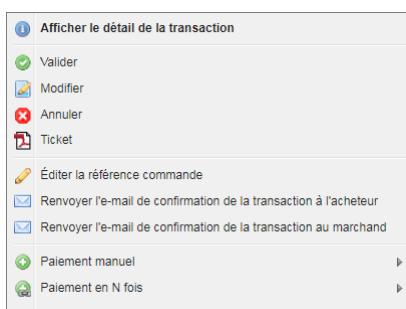 Afficher le détail de la transaction
Valider
Modifier
Annuler
Ticket
Éditer la référence commande
Renvoyer l'e-mail de confirmation de la transaction à l'acheteur
Renvoyer l'e-mail de confirmation de la transaction au marchand
Paiement manuel
Paiement en N fois